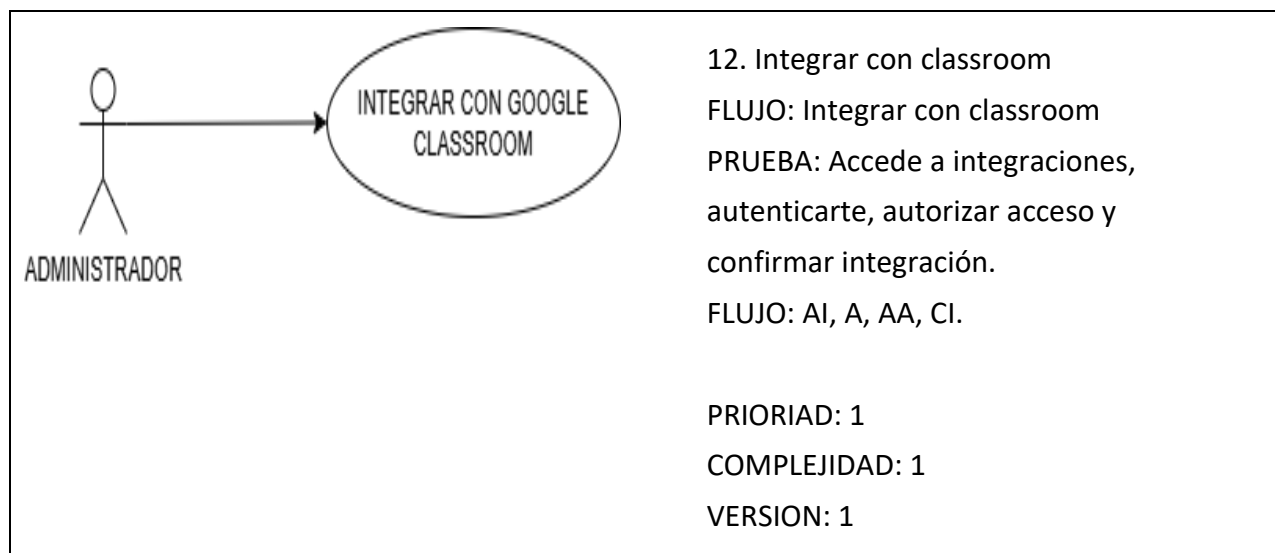 INTEGRAR CON GOOGLE
CLASSROOM
ADMINISTRADOR
12. Integrar con classroom
FLUJO: Integrar con classroom
PRUEBA: Accede a integraciones,
autenticarte, autorizar acceso y
confirmar integración.
FLUJO: AI, A, AA, CI.
PRIORIAD: 1
COMPLEJIDAD: 1
VERSION: 1